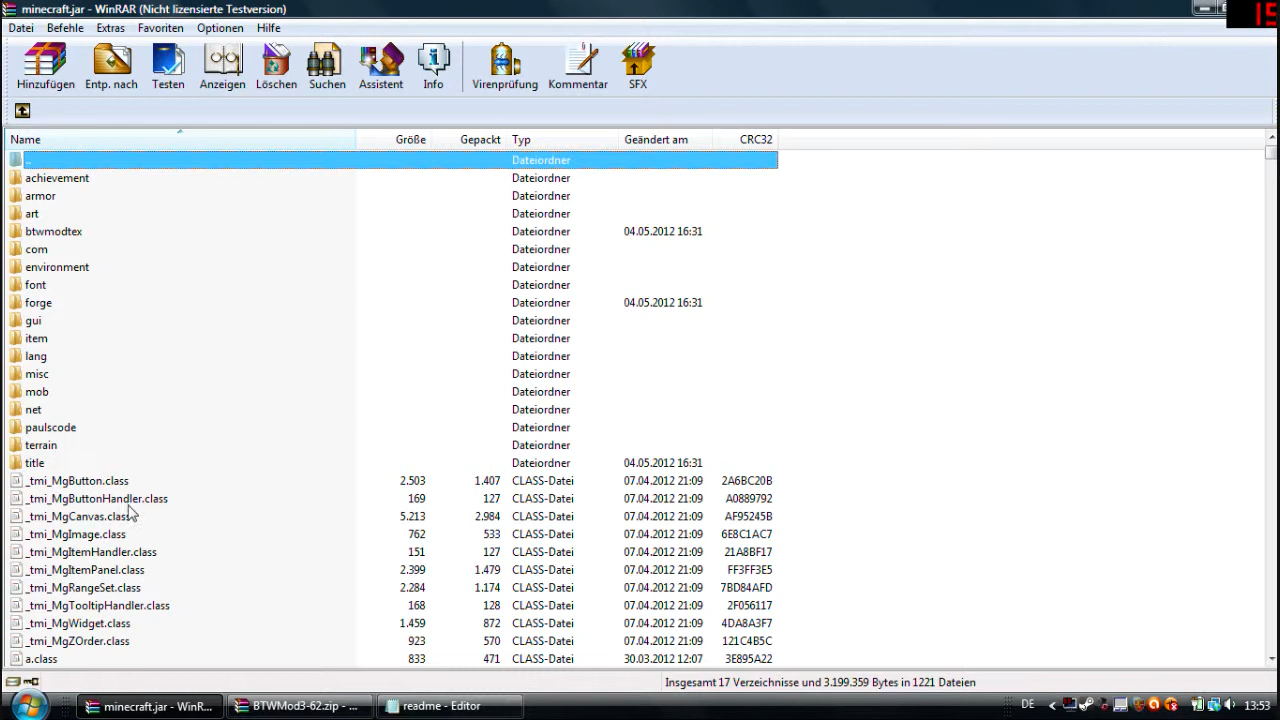 minecraft.jar - WinRAR (Nicht lizensierte Testversion)
15
Datei Befehle Extras Favoriten Optionen Hilfe
Hinzufügen Entp. nach Testen Anzeigen Löschen Suchen Assistent Info Virenprüfung Kommentar SFX
Name Größe Gepackt Typ Geändert am CRC32
.. Dateiordner
achievement Dateiordner
armor Dateiordner
art Dateiordner
btwmodtex Dateiordner 04.05.2012 16:31
com Dateiordner
environment Dateiordner
font Dateiordner
forge Dateiordner 04.05.2012 16:31
gui Dateiordner
item Dateiordner
lang Dateiordner
misc Dateiordner
mob Dateiordner
net Dateiordner
paulscode Dateiordner
terrain Dateiordner
title Dateiordner 04.05.2012 16:31
_tmi_MgButton.class 2.503 1.407 CLASS-Datei 07.04.2012 21:09 2A6BC20B
_tmi_MgButtonHandler.class 169 127 CLASS-Datei 07.04.2012 21:09 A0889792
_tmi_MgCanvas.class 5.213 2.984 CLASS-Datei 07.04.2012 21:09 AF95245B
_tmi_MgImage.class 762 533 CLASS-Datei 07.04.2012 21:09 6E8C1AC7
_tmi_MgItemHandler.class 151 127 CLASS-Datei 07.04.2012 21:09 21A8BF17
_tmi_MgItemPanel.class 2.399 1.479 CLASS-Datei 07.04.2012 21:09 FF3FF3E5
_tmi_MgRangeSet.class 2.284 1.174 CLASS-Datei 07.04.2012 21:09 7BD84AFD
_tmi_MgTooltipHandler.class 168 128 CLASS-Datei 07.04.2012 21:09 2F056117
_tmi_MgWidget.class 1.459 872 CLASS-Datei 07.04.2012 21:09 4DA8A3F7
_tmi_MgZOrder.class 923 570 CLASS-Datei 07.04.2012 21:09 121C4B5C
a.class 833 471 CLASS-Datei 30.03.2012 12:07 3E895A22
Insgesamt 17 Verzeichnisse und 3.199.359 Bytes in 1221 Dateien
minecraft.jar - WinR... BTWMod3-62.zip - ... readme - Editor DE 13:53